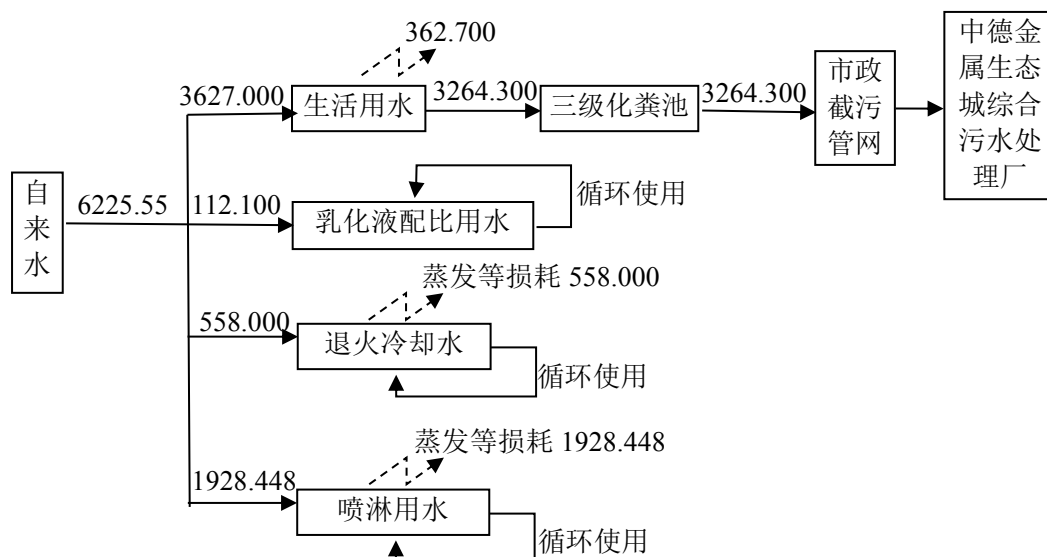 362.700
3627.000
生活用水
3264.300
三级化粪池
3264.300
市政
截污
管网
中德金
属生态
城综合
污水处
理厂
自
来
水
6225.55
112.100
乳化液配比用水
循环使用
蒸发等损耗 558.000
558.000
退火冷却水
循环使用
蒸发等损耗 1928.448
1928.448
喷淋用水
循环使用